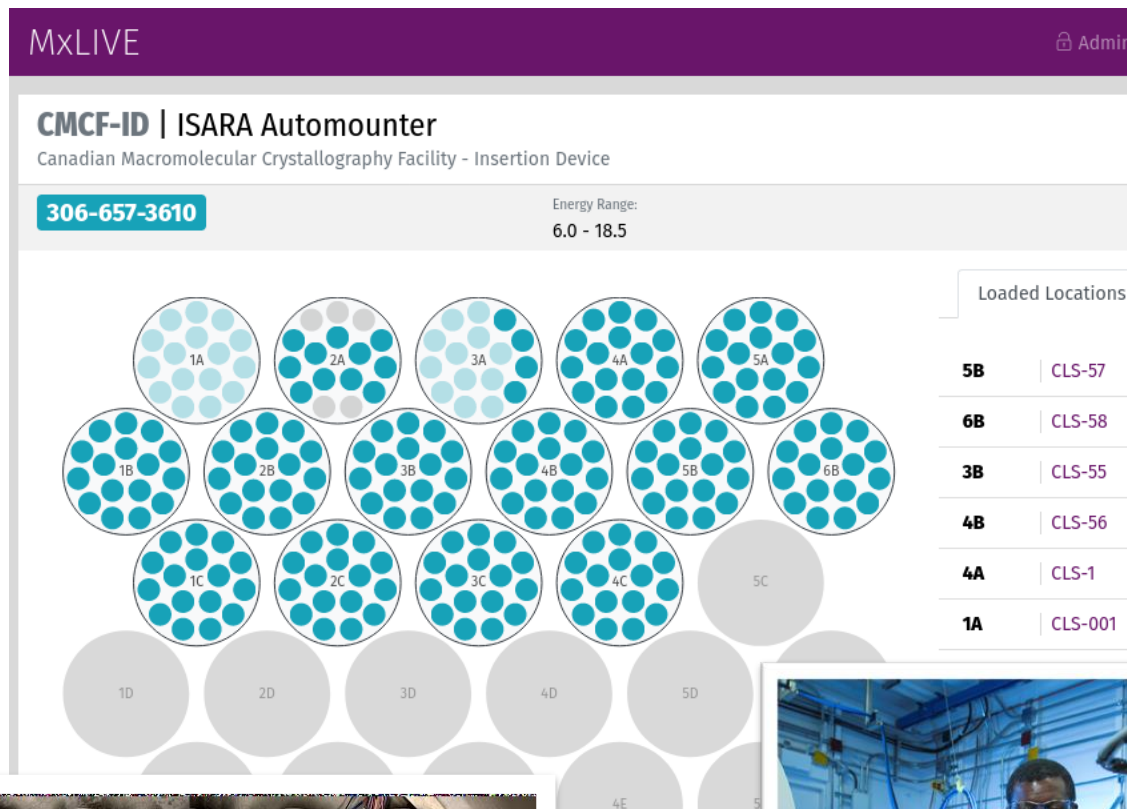 MxLIVE
Admin
CMCF-ID | ISARA Automounter
Canadian Macromolecular Crystallography Facility - Insertion Device
306-657-3610
Energy Range:
6.0 - 18.5
Loaded Locations
1A 2A 3A 4A 5A
1B 2B 3B 4B 5B 6B
1C 2C 3C 4C 5C
1D 2D 3D 4D 5D
4E
5B CLS-57
6B CLS-58
3B CLS-55
4B CLS-56
4A CLS-1
1A CLS-001